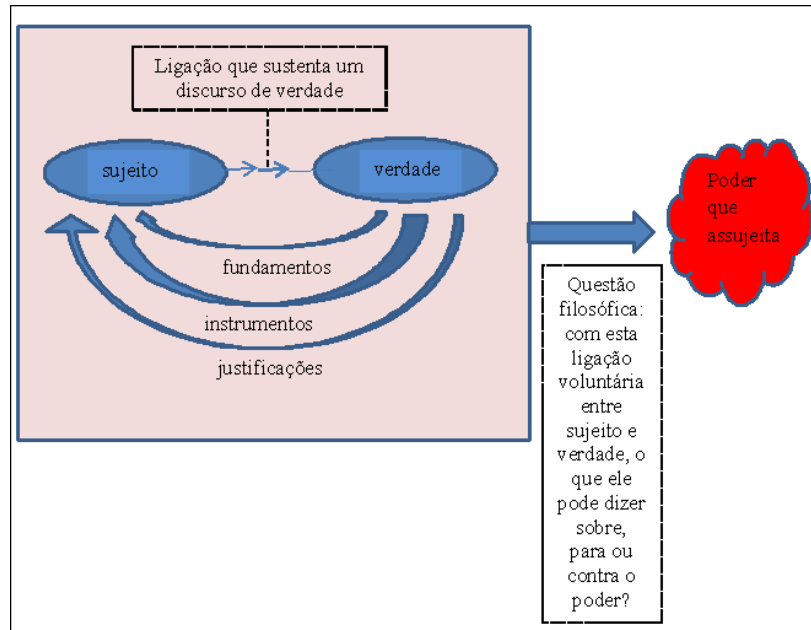 Ligação que sustenta um
discurso de verdade
sujeito
verdade
fundamentos
instrumentos
justificações
Poder
que
assujeita
Questão
filosófica:
com esta
ligação
voluntária
entre
sujeito e
verdade, o
que ele
pode dizer
sobre,
para ou
contra o
poder?